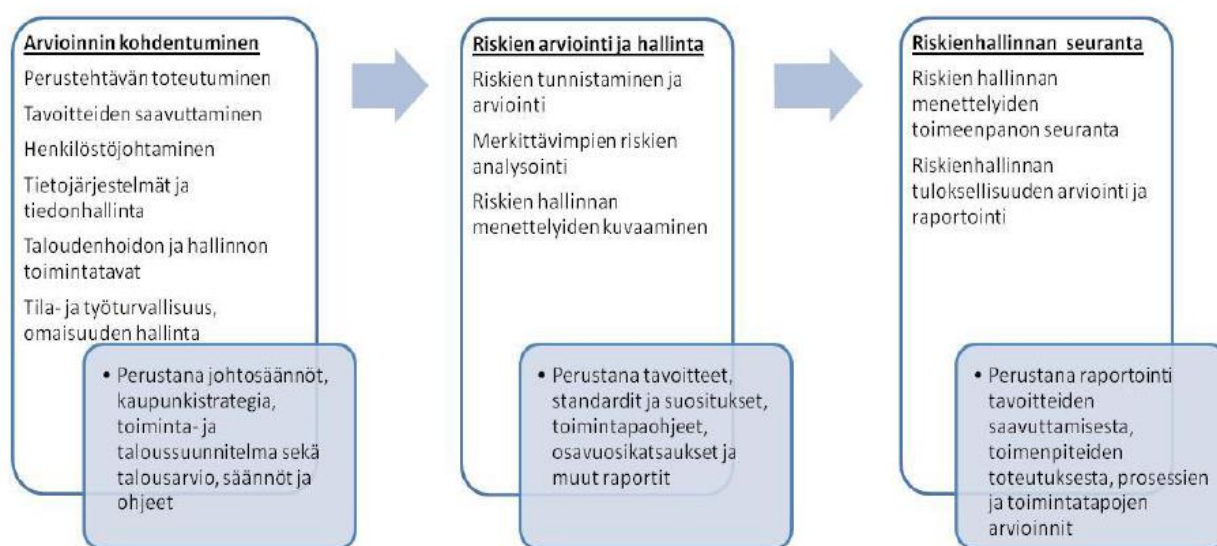 Arvioinnin kohdentuminen
Perustehtävän toteutuminen
Tavoitteiden saavuttaminen
Henkilöstöjohtaminen
Tietojärjestelmät ja
tiedonhallinta
Taloudenhoidon ja hallinnon
toimintatavat
Tila- ja työturvallisuus,
omaisuuden hallinta
• Perustana johtosäännöt,
kaupunkistrategia,
toiminta- ja
taloussuunnitelma sekä
talousarvio, säännöt ja
ohjeet
Riskien arviointi ja hallinta
Riskien tunnistaminen ja
arviointi
Merkittävimpien riskien
analysointi
Riskien hallinnan
menettelyiden kuvaaminen
• Perustana tavoitteet,
standardit ja suositukset,
toimintapaohjeet,
osavuosikatsaukset ja
muut raportit
Riskienhallinnan seuranta
Riskien hallinnan
menettelyiden
toimeenpanon seuranta
Riskienhallinnan
tuloksellisuuden arviointi ja
raportointi
• Perustana raportointi
tavoitteiden
saavuttamisesta,
toimenpiteiden
toteutuksesta, prosessien
ja toimintatapojen
arvioinnit